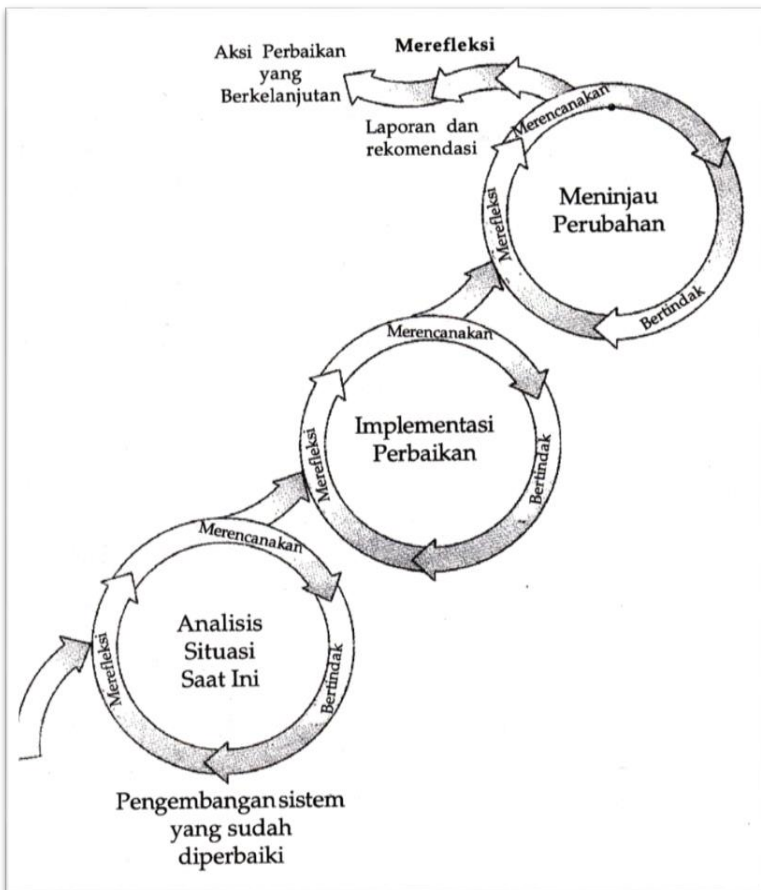 Aksi Perbaikan
yang
Berkelanjutan
Merefleksi
Laporan dan
rekomendasi
Merencanakan
Merefleksi
Bertindak
Meninjau
Perubahan
Merencanakan
Merefleksi
Bertindak
Implementasi
Perbaikan
Merencanakan
Merefleksi
Bertindak
Analisis
Situasi
Saat Ini
Pengembangan sistem
yang sudah
diperbaiki